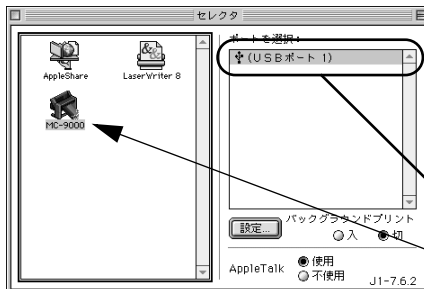 セレクタ
AppleShare
LaserWriter 8
MC-9000
ポートを選択:
(USBポート 1)
設定...
バックグラウンドプリント
入 切
AppleTalk
使用
不使用
J1-7.6.2